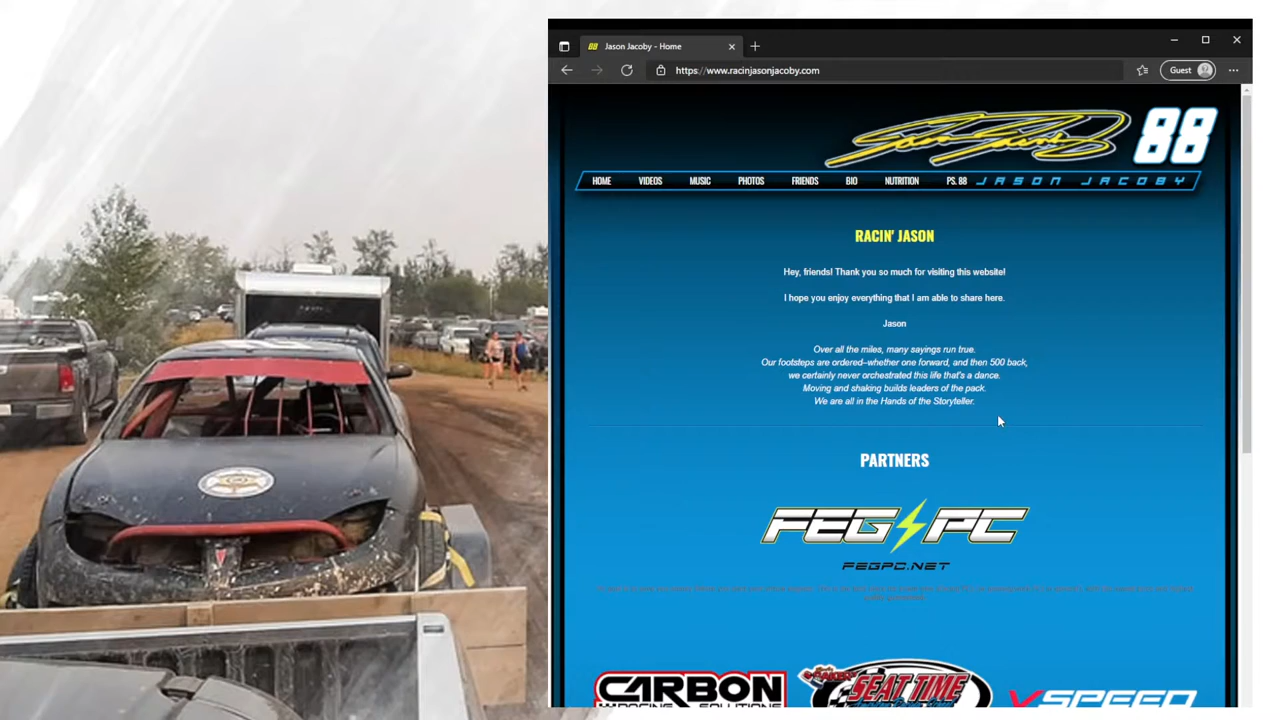 Jason Jacoby - Home
https://www.racinjasonjacoby.com
Guest
88
HOME VIDEOS MUSIC PHOTOS FRIENDS BIO NUTRITION PS. 88 JASON JACOBY
RACIN' JASON
Hey, friends! Thank you so much for visiting this website!
I hope you enjoy everything that I am able to share here.
Jason
Over all the miles, many sayings run true.
Our footsteps are ordered–whether one forward, and then 500 back,
we certainly never orchestrated this life that's a dance.
Moving and shaking builds leaders of the pack.
We are all in the Hands of the Storyteller.
PARTNERS
FEG PC
FEGPC.NET
CARBON
RACING SOLUTIONS
SEAT TIME
VSPEED